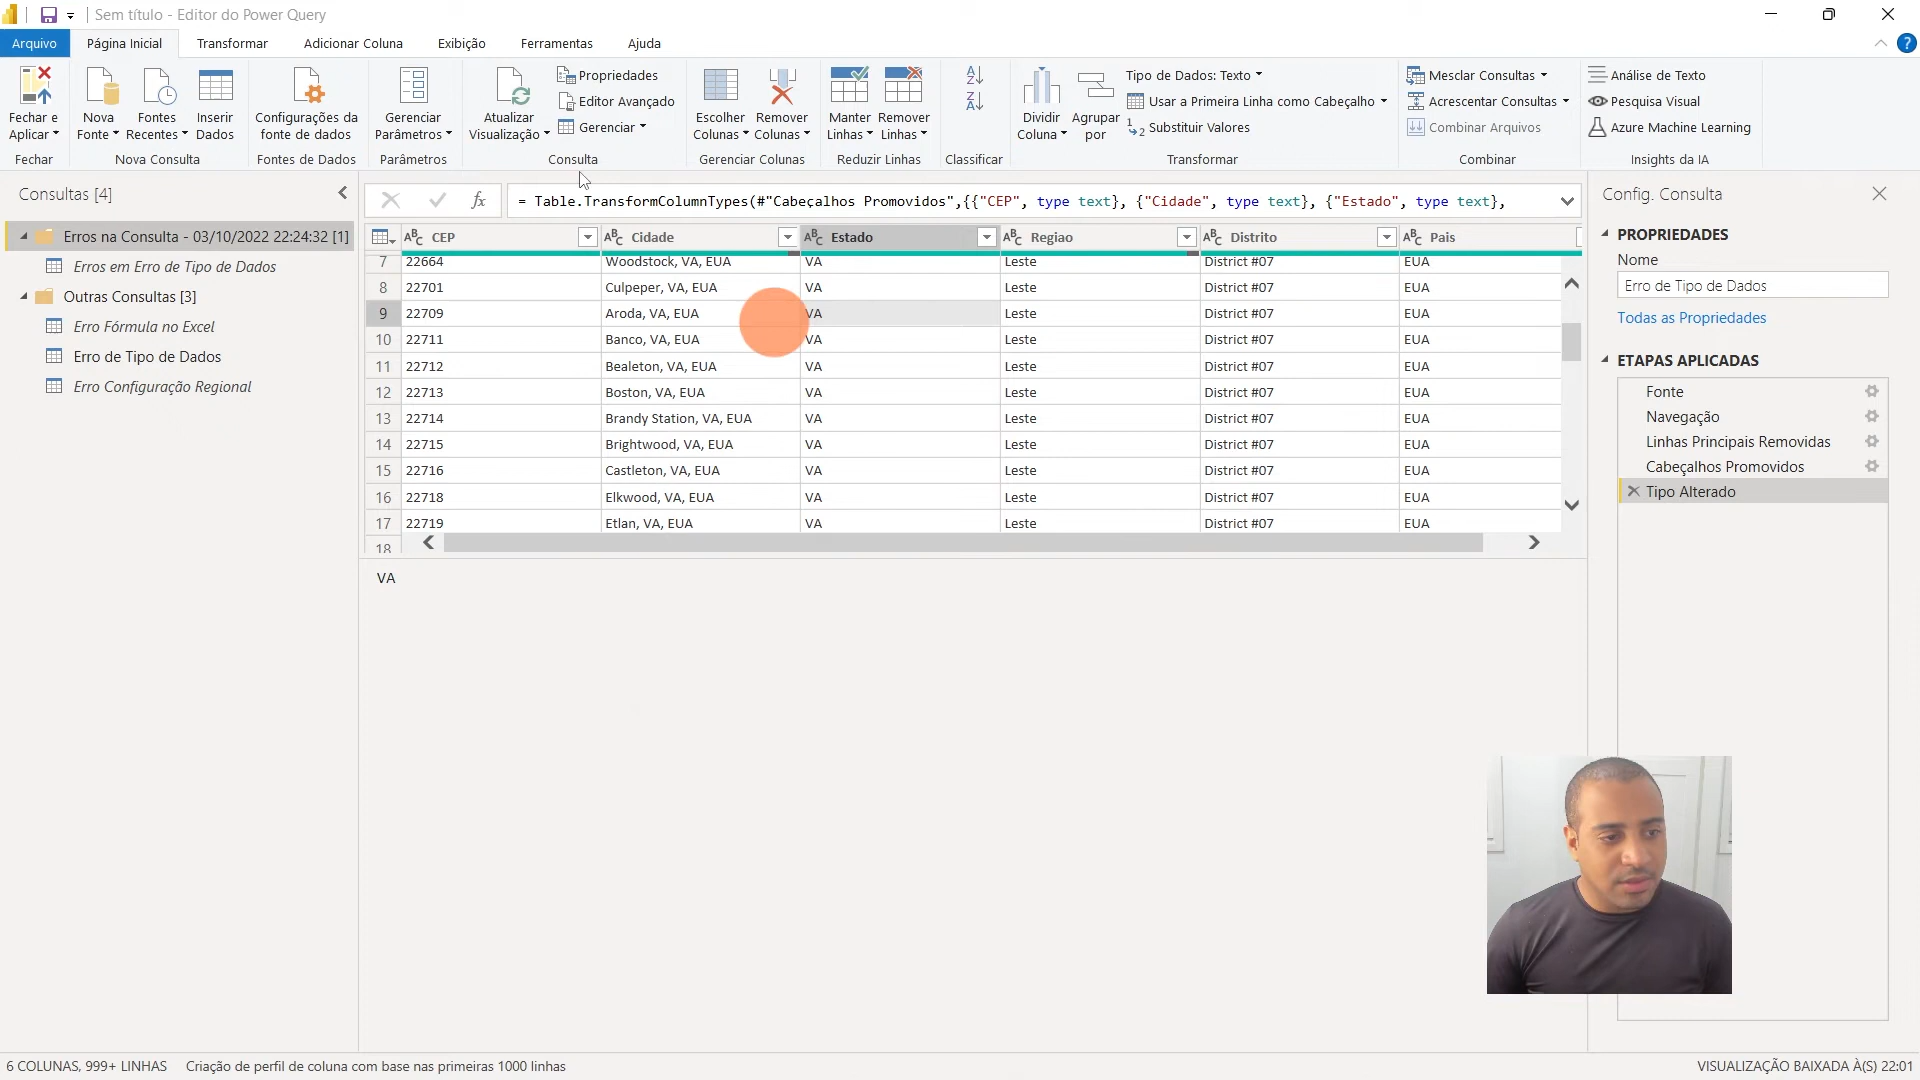 Sem título - Editor do Power Query
Arquivo
Página Inicial
Transformar
Adicionar Coluna
Exibição
Ferramentas
Ajuda
Fechar e
Aplicar
Nova
Fonte
Fontes
Recentes
Inserir
Dados
Configurações da
fonte de dados
Gerenciar
Parâmetros
Atualizar
Visualização
Propriedades
Editor Avançado
Gerenciar
Escolher
Colunas
Remover
Colunas
Manter
Linhas
Remover
Linhas
Dividir
Coluna
Agrupar
por
Tipo de Dados: Texto
Usar a Primeira Linha como Cabeçalho
Substituir Valores
Mesclar Consultas
Acrescentar Consultas
Combinar Arquivos
Análise de Texto
Pesquisa Visual
Azure Machine Learning
Fechar
Nova Consulta
Fontes de Dados
Parâmetros
Consulta
Gerenciar Colunas
Reduzir Linhas
Classificar
Transformar
Combinar
Insights da IA
Consultas [4]
Erros na Consulta - 03/10/2022 22:24:32 [1]
Erros em Erro de Tipo de Dados
Outras Consultas [3]
Erro Fórmula no Excel
Erro de Tipo de Dados
Erro Configuração Regional
fx
= Table.TransformColumnTypes(#"Cabeçalhos Promovidos",{{"CEP", type text}, {"Cidade", type text}, {"Estado", type text},
ABC CEP ABC Cidade ABC Estado ABC Regiao ABC Distrito ABC Pais
7 22664 Woodstock, VA, EUA VA Leste District #07 EUA
8 22701 Culpeper, VA, EUA VA Leste District #07 EUA
9 22709 Aroda, VA, EUA VA Leste District #07 EUA
10 22711 Banco, VA, EUA VA Leste District #07 EUA
11 22712 Bealeton, VA, EUA VA Leste District #07 EUA
12 22713 Boston, VA, EUA VA Leste District #07 EUA
13 22714 Brandy Station, VA, EUA VA Leste District #07 EUA
14 22715 Brightwood, VA, EUA VA Leste District #07 EUA
15 22716 Castleton, VA, EUA VA Leste District #07 EUA
16 22718 Elkwood, VA, EUA VA Leste District #07 EUA
17 22719 Etlan, VA, EUA VA Leste District #07 EUA
18
VA
Config. Consulta
PROPRIEDADES
Nome
Erro de Tipo de Dados
Todas as Propriedades
ETAPAS APLICADAS
Fonte
Navegação
Linhas Principais Removidas
Cabeçalhos Promovidos
Tipo Alterado
6 COLUNAS, 999+ LINHAS
Criação de perfil de coluna com base nas primeiras 1000 linhas
VISUALIZAÇÃO BAIXADA À(S) 22:01